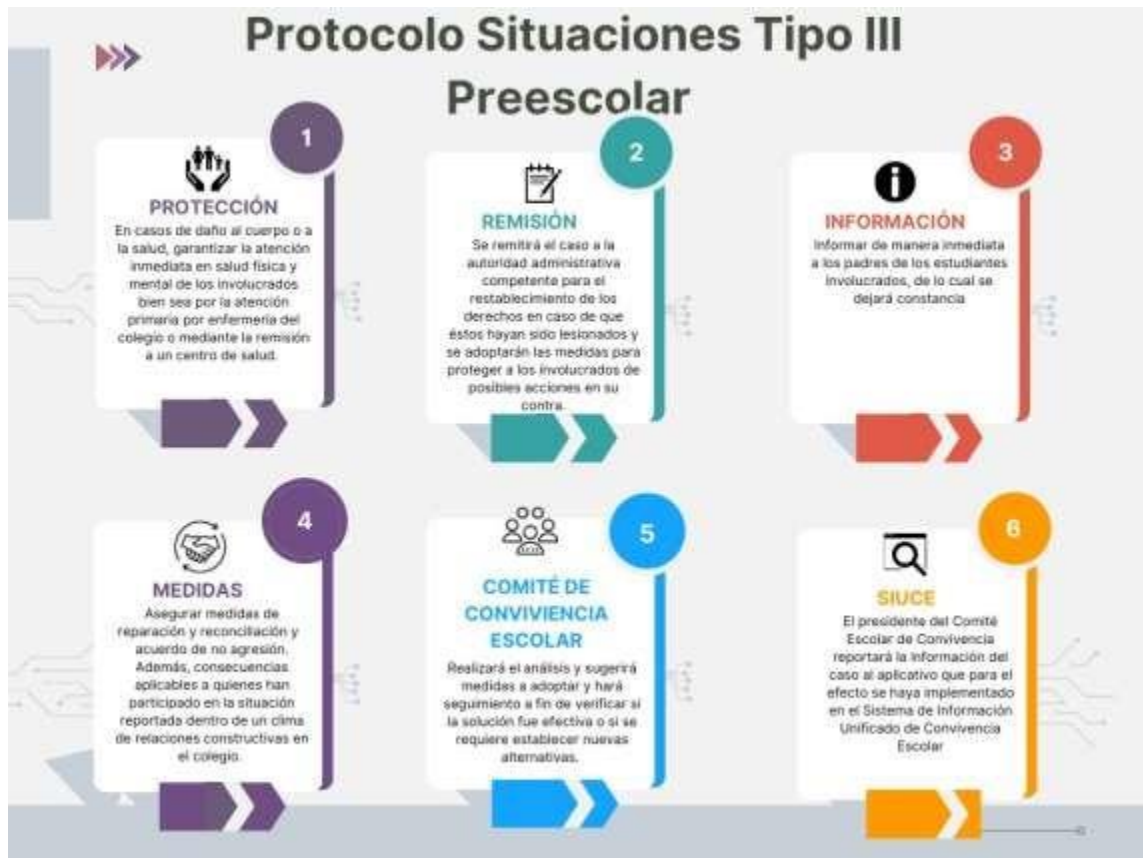 Protocolo Situaciones Tipo III
Preescolar
1
PROTECCIÓN
En casos de daño al cuerpo o a
la salud, garantizar la atención
inmediata en salud física y
mental de los involucrados
bien sea por la atención
primaria por enfermería del
colegio o mediante la remisión
a un centro de salud.
2
REMISIÓN
Se remitirá el caso a la
autoridad administrativa
competente para el
restablecimiento de los
derechos en caso de que
éstos hayan sido lesionados y
se adoptarán las medidas para
proteger a los involucrados de
posibles acciones en su
contra.
3
INFORMACIÓN
Informar de manera inmediata
a los padres de los estudiantes
involucrados, de lo cual se
dejará constancia
4
MEDIDAS
Asegurar medidas de
reparación y reconciliación y
acuerdo de no agresión.
Además, consecuencias
aplicables a quienes han
participado en la situación
reportada dentro de un clima
de relaciones constructivas en
el colegio.
5
COMITÉ DE
CONVIVIENCIA
ESCOLAR
Realizará el análisis y sugerirá
medidas a adoptar y hará
seguimiento a fin de verificar si
la solución fue efectiva o si se
requiere establecer nuevas
alternativas.
6
SIUCE
El presidente del Comité
Escolar de Convivencia
reportará la información del
caso al aplicativo que para el
efecto se haya implementado
en el Sistema de Información
Unificado de Convivencia
Escolar